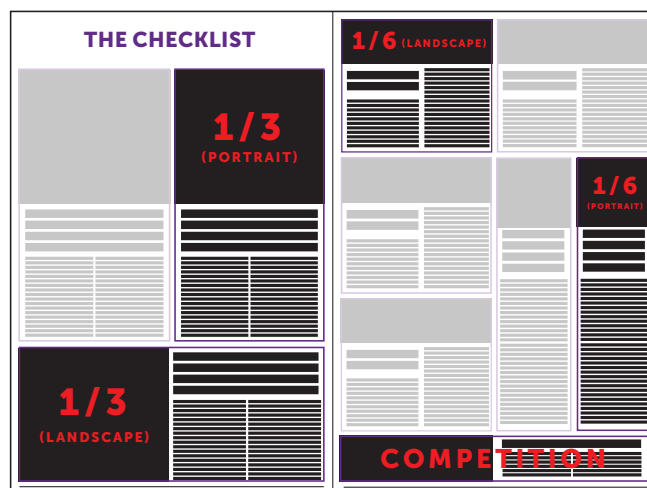 THE CHECKLIST
1/3
(PORTRAIT)
1/3
(LANDSCAPE)
1/6 (LANDSCAPE)
1/6
(PORTRAIT)
COMPETITION